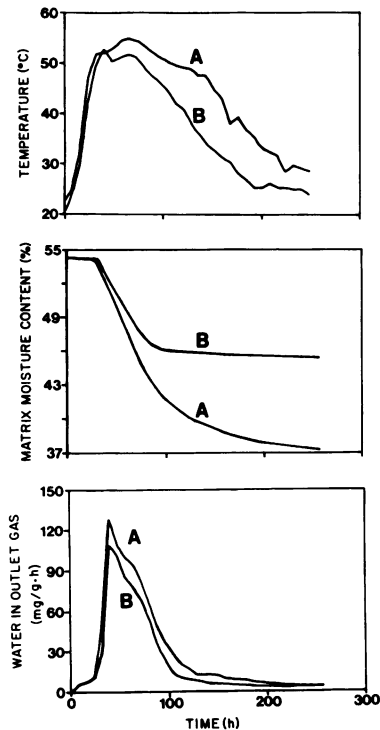 TEMPERATURE (°C)
60
50
40
30
20
A
B
MATRIX MOISTURE CONTENT (%)
55
49
43
37
B
A
WATER IN OUTLET GAS
(mg/g·h)
150
120
90
60
30
0
A
B
0 100 200 300
TIME (h)